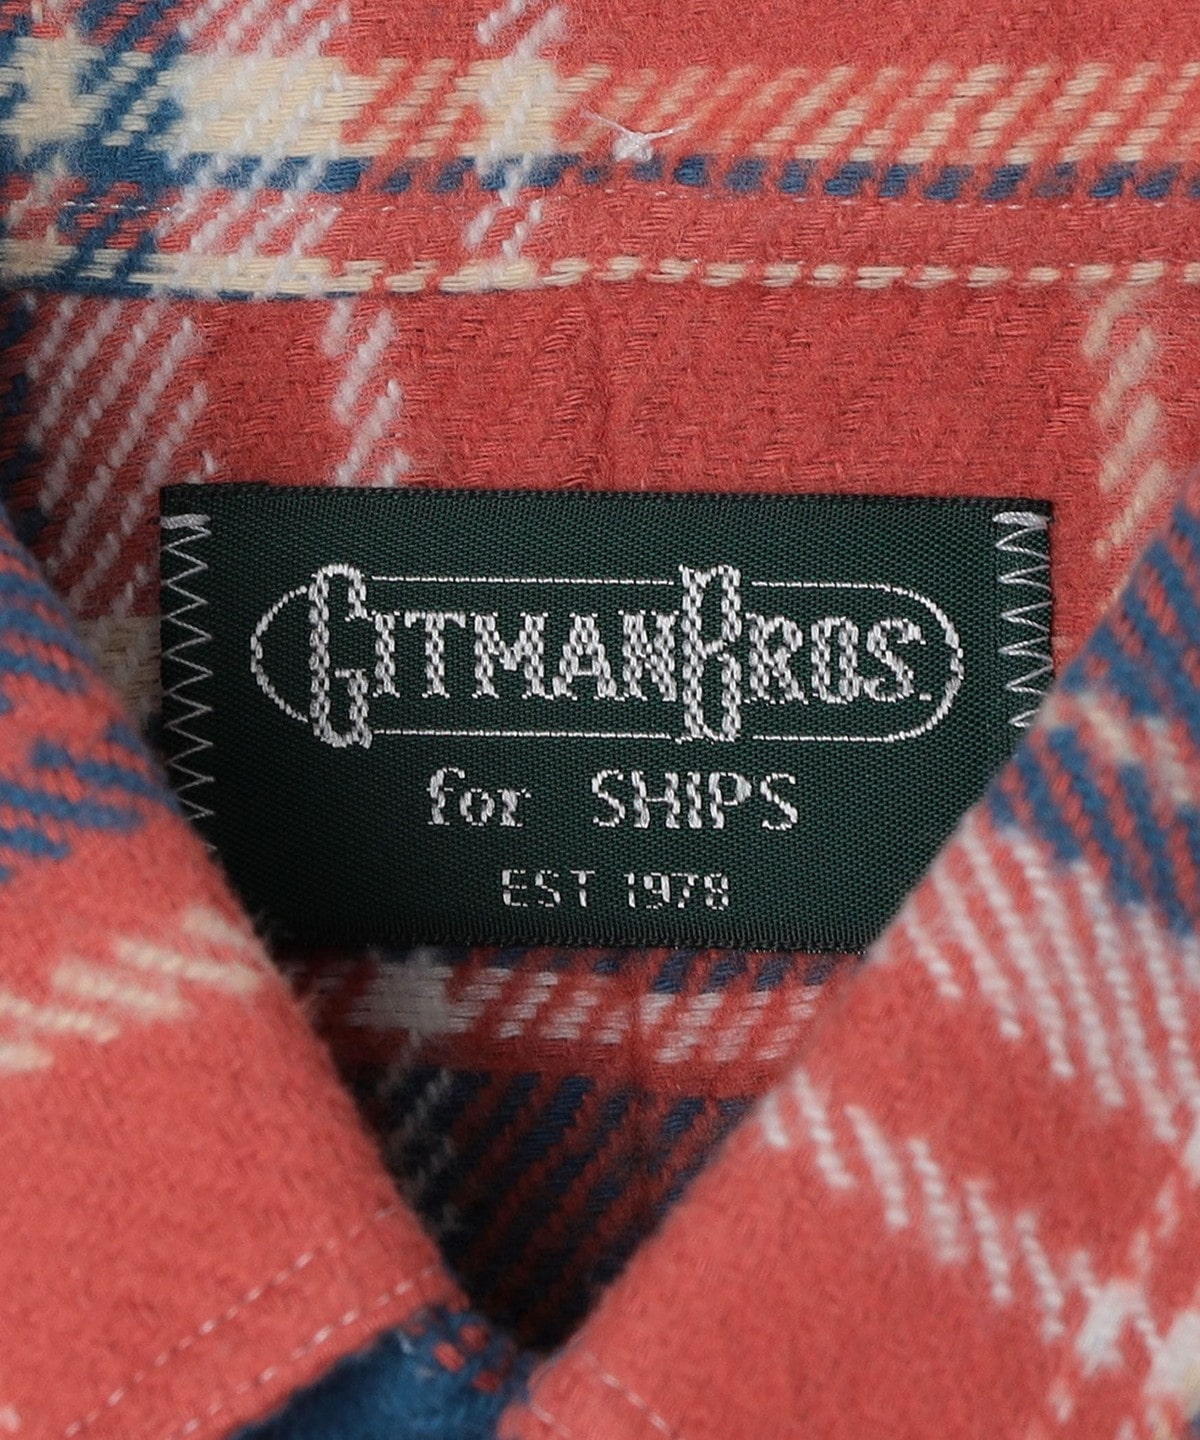 GITMAN BROS.
for SHIPS
EST 1978